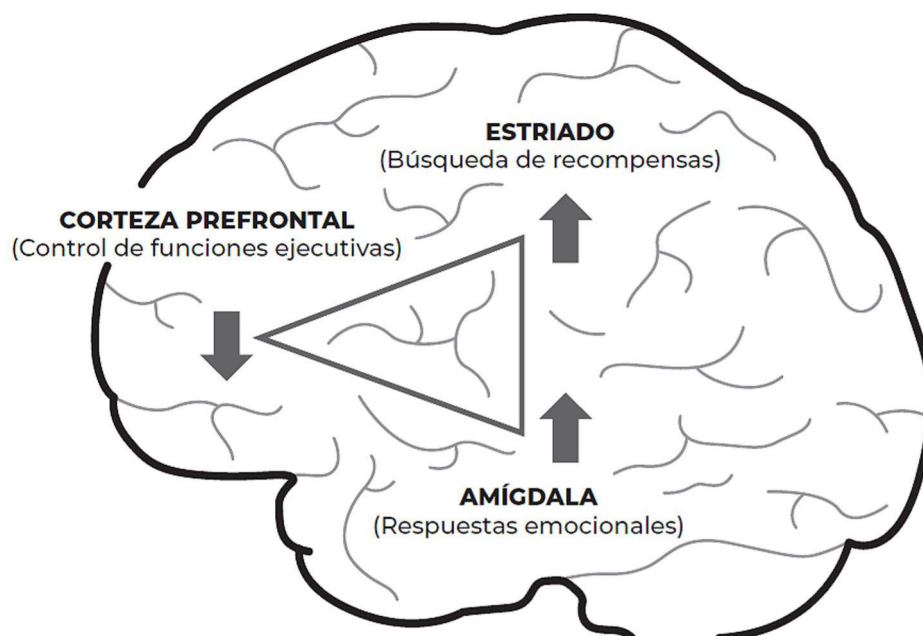 ESTRIADO
(Búsqueda de recompensas)
CORTEZA PREFRONTAL
(Control de funciones ejecutivas)
AMÍGDALA
(Respuestas emocionales)